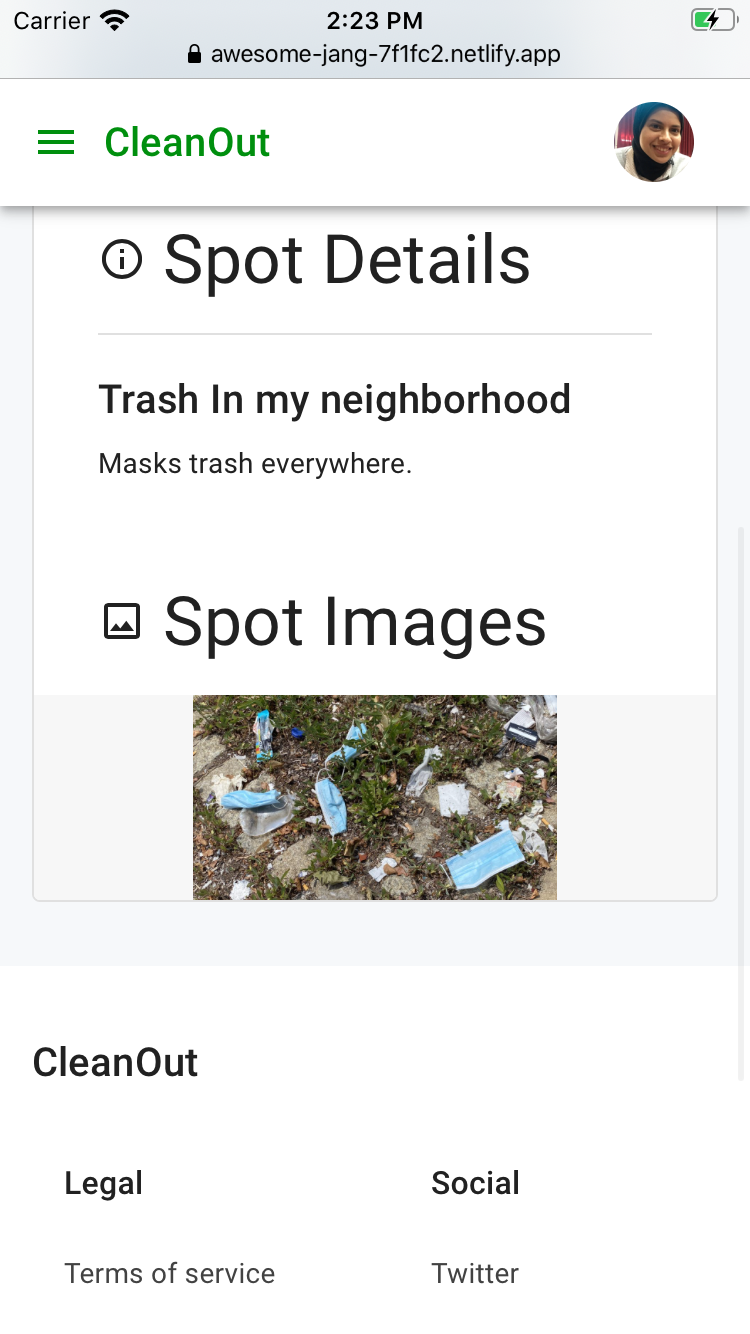 Carrier 2:23 PM
awesome-jang-7f1fc2.netlify.app
CleanOut
Spot Details
Trash In my neighborhood
Masks trash everywhere.
Spot Images
CleanOut
Legal Social
Terms of service Twitter